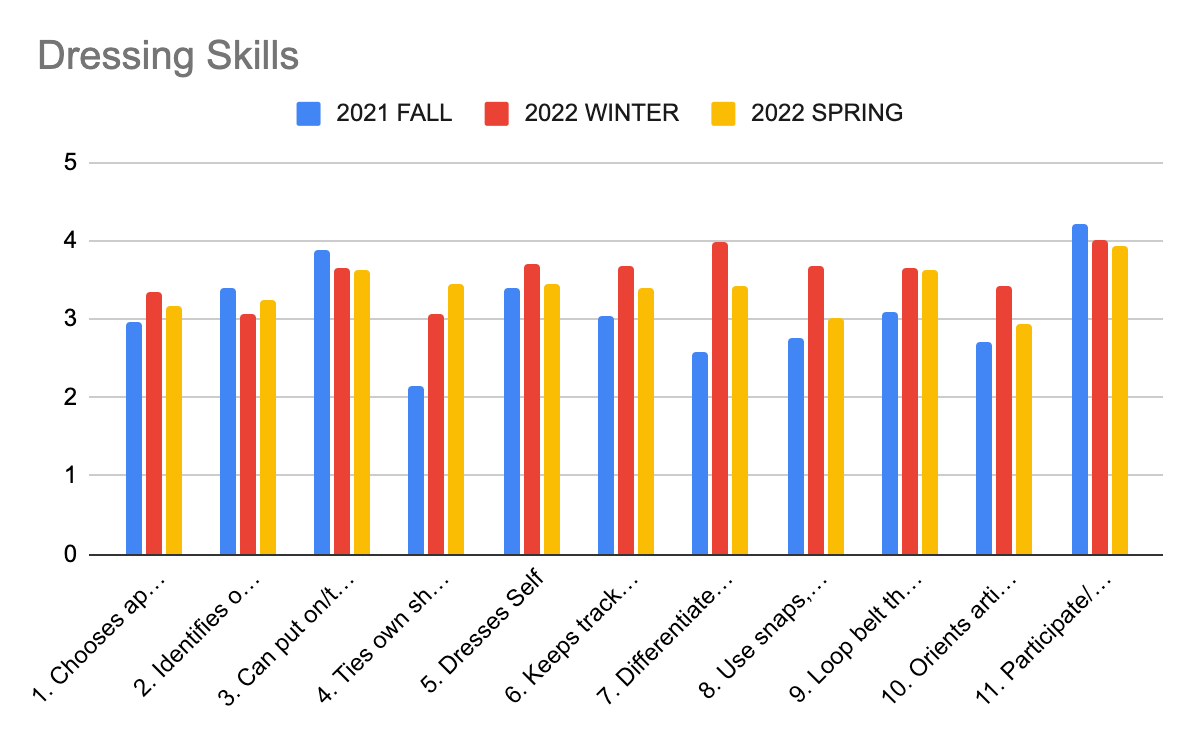 Dressing Skills
2021 FALL 2022 WINTER 2022 SPRING
5
4
3
2
1
0
1. Chooses ap...
2. Identifies o...
3. Can put on/t...
4. Ties own sh...
5. Dresses Self
6. Keeps track...
7. Differentiate...
8. Use snaps,...
9. Loop belt th...
10. Orients arti...
11. Participate/...